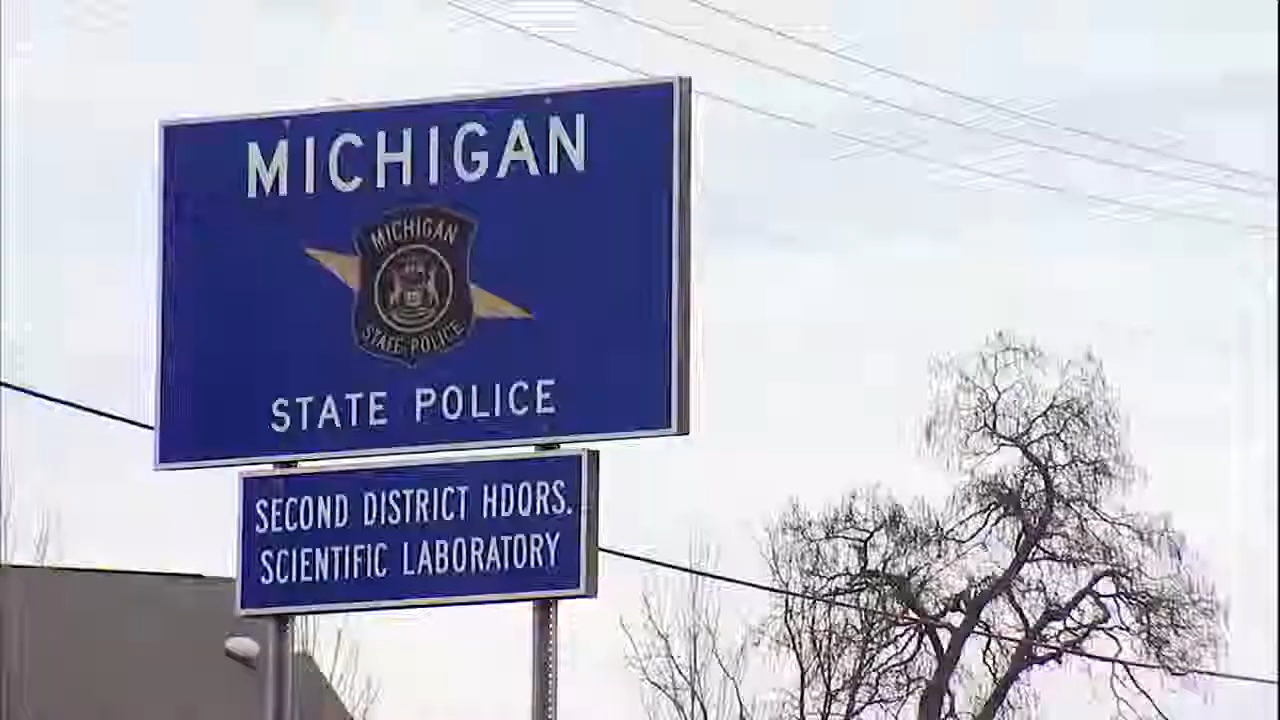 MICHIGAN
MICHIGAN
STATE POLICE
STATE POLICE
SECOND DISTRICT HDQRS.
SCIENTIFIC LABORATORY